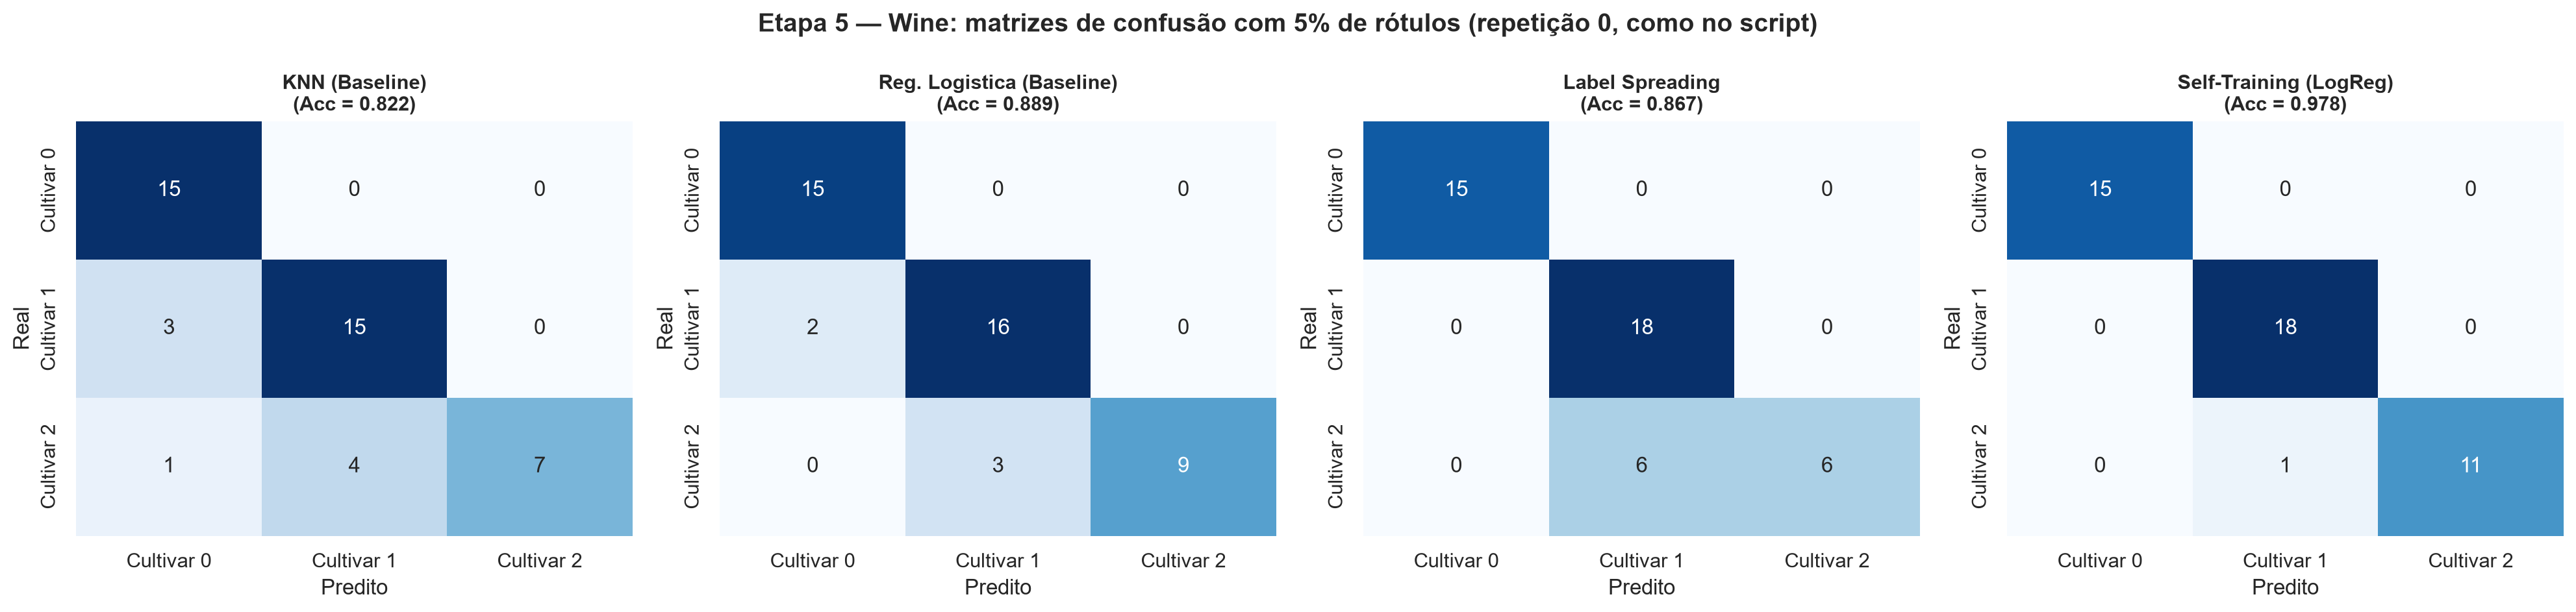 Etapa 5 — Wine: matrizes de confusão com 5% de rótulos (repetição 0, como no script)
KNN (Baseline)
(Acc = 0.822)
Real
Cultivar 0
15 0 0
Cultivar 1
3 15 0
Cultivar 2
1 4 7
Cultivar 0 Cultivar 1 Cultivar 2
Predito
Reg. Logistica (Baseline)
(Acc = 0.889)
Real
Cultivar 0
15 0 0
Cultivar 1
2 16 0
Cultivar 2
0 3 9
Cultivar 0 Cultivar 1 Cultivar 2
Predito
Label Spreading
(Acc = 0.867)
Real
Cultivar 0
15 0 0
Cultivar 1
0 18 0
Cultivar 2
0 6 6
Cultivar 0 Cultivar 1 Cultivar 2
Predito
Self-Training (LogReg)
(Acc = 0.978)
Real
Cultivar 0
15 0 0
Cultivar 1
0 18 0
Cultivar 2
0 1 11
Cultivar 0 Cultivar 1 Cultivar 2
Predito